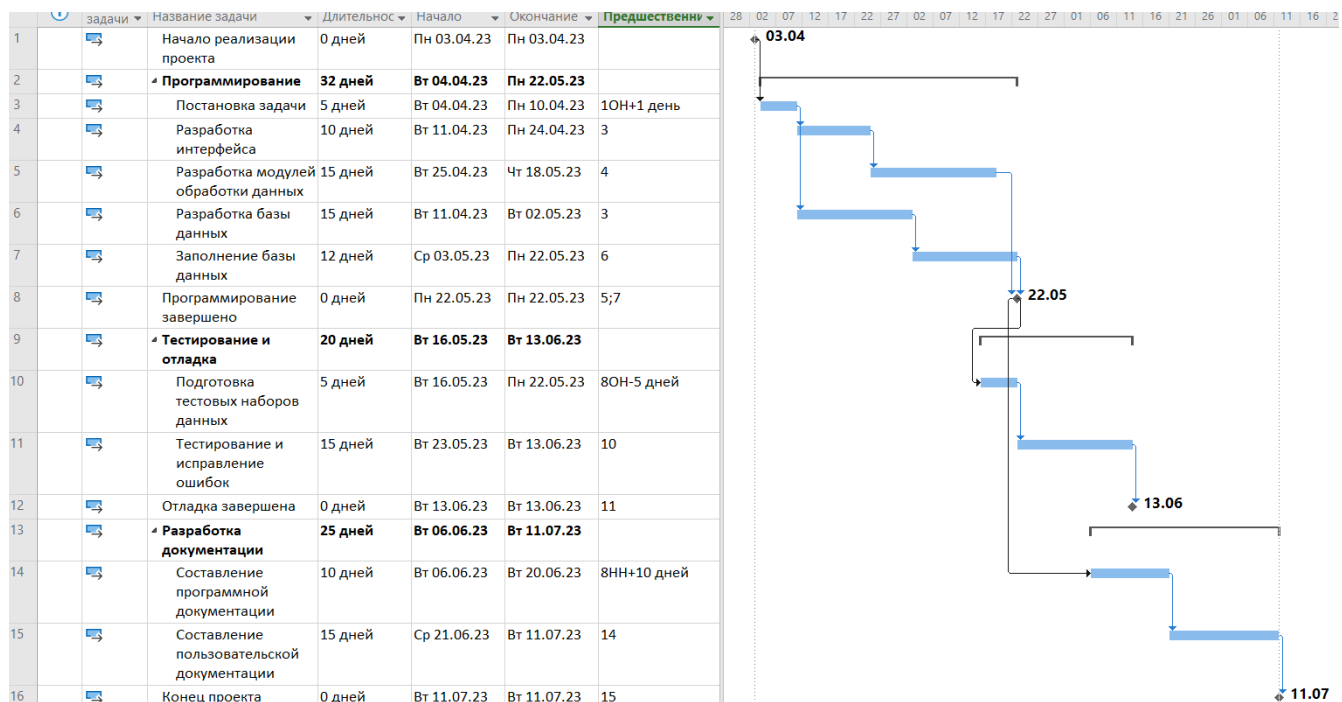 задачи Название задачи Длительнос Начало Окончание Предшественни 28 02 07 12 17 22 27 02 07 12 17 22 27 01 06 11 16 21 26 01 06 11 16
1 Начало реализации 0 дней Пн 03.04.23 Пн 03.04.23 03.04
проекта
2 Программирование 32 дней Вт 04.04.23 Пн 22.05.23
3 Постановка задачи 5 дней Вт 04.04.23 Пн 10.04.23 1ОН+1 день
4 Разработка 10 дней Вт 11.04.23 Пн 24.04.23 3
интерфейса
5 Разработка модулей 15 дней Вт 25.04.23 Чт 18.05.23 4
обработки данных
6 Разработка базы 15 дней Вт 11.04.23 Вт 02.05.23 3
данных
7 Заполнение базы 12 дней Ср 03.05.23 Пн 22.05.23 6
данных
8 Программирование 0 дней Пн 22.05.23 Пн 22.05.23 5;7 22.05
завершено
9 Тестирование и 20 дней Вт 16.05.23 Вт 13.06.23
отладка
10 Подготовка 5 дней Вт 16.05.23 Пн 22.05.23 8ОН-5 дней
тестовых наборов
данных
11 Тестирование и 15 дней Вт 23.05.23 Вт 13.06.23 10
исправление
ошибок
12 Отладка завершена 0 дней Вт 13.06.23 Вт 13.06.23 11 13.06
13 Разработка 25 дней Вт 06.06.23 Вт 11.07.23
документации
14 Составление 10 дней Вт 06.06.23 Вт 20.06.23 8НН+10 дней
программной
документации
15 Составление 15 дней Ср 21.06.23 Вт 11.07.23 14
пользовательской
документации
16 Конец проекта 0 дней Вт 11.07.23 Вт 11.07.23 15 11.07